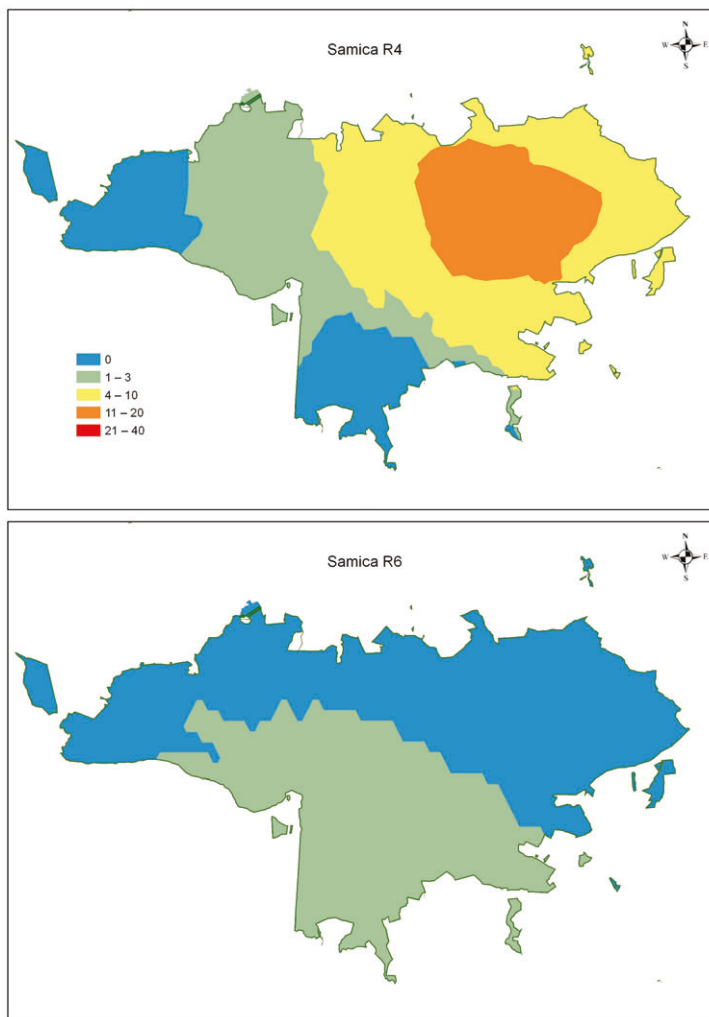 Samica R4
N
W E
S
0
1 – 3
4 – 10
11 – 20
21 – 40
Samica R6
N
W E
S